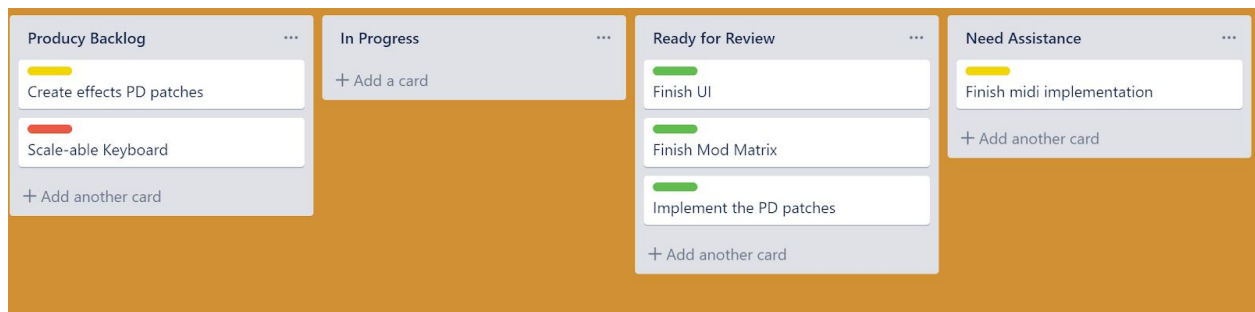 Producy Backlog
Create effects PD patches
Scale-able Keyboard
+ Add another card
In Progress
+ Add a card
Ready for Review
Finish UI
Finish Mod Matrix
Implement the PD patches
+ Add another card
Need Assistance
Finish midi implementation
+ Add another card